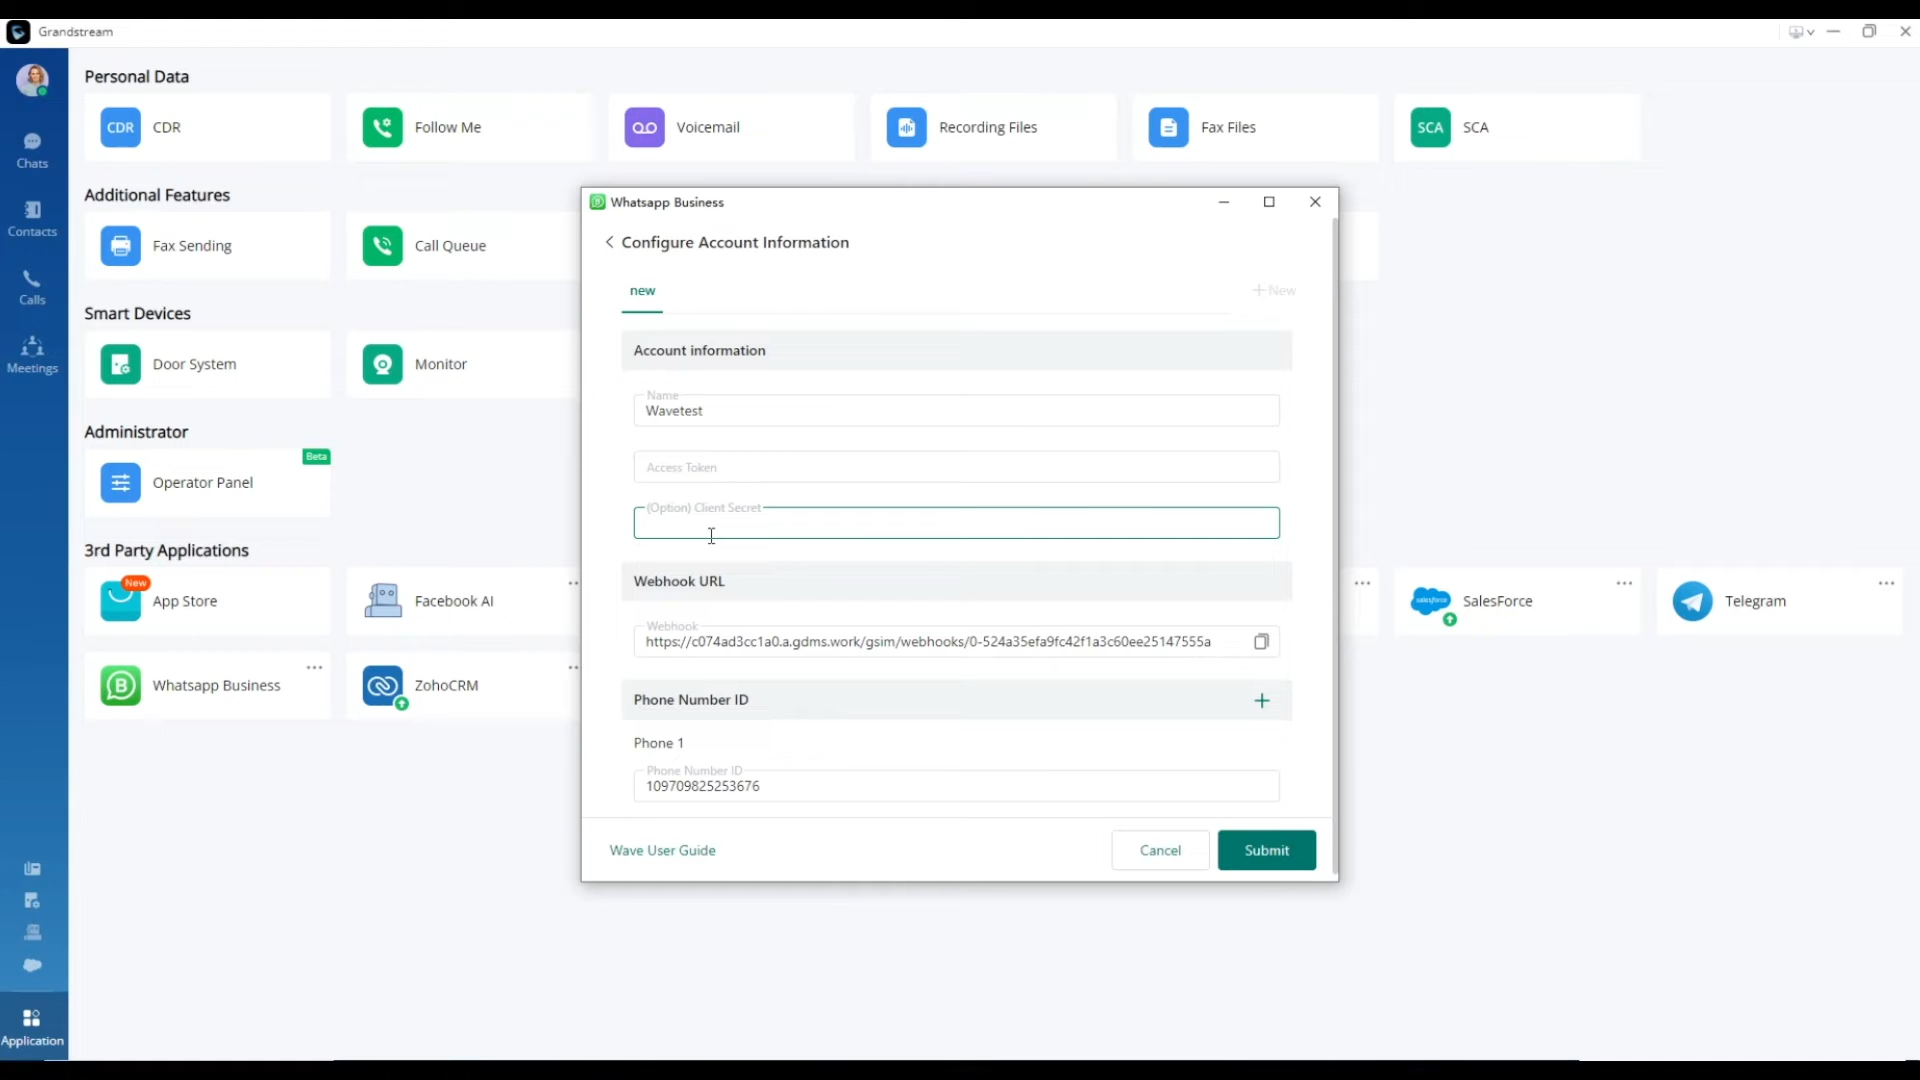 Grandstream
Personal Data
CDR CDR
Follow Me
Voicemail
Recording Files
Fax Files
SCA SCA
Chats
Contacts
Calls
Meetings
Additional Features
Fax Sending
Call Queue
Smart Devices
Door System
Monitor
Administrator
Beta
Operator Panel
3rd Party Applications
New
App Store
Facebook AI
salesforce
SalesForce
Telegram
Whatsapp Business
ZohoCRM
Application
Whatsapp Business
Configure Account Information
new
New
Account information
Name
Wavetest
Access Token
(Option) Client Secret
Webhook URL
Webhook
https://c074ad3cc1a0.a.gdms.work/gsim/webhooks/0-524a35efa9fc42f1a3c60ee25147555a
Phone Number ID
Phone 1
Phone Number ID
109709825253676
Wave User Guide
Cancel
Submit